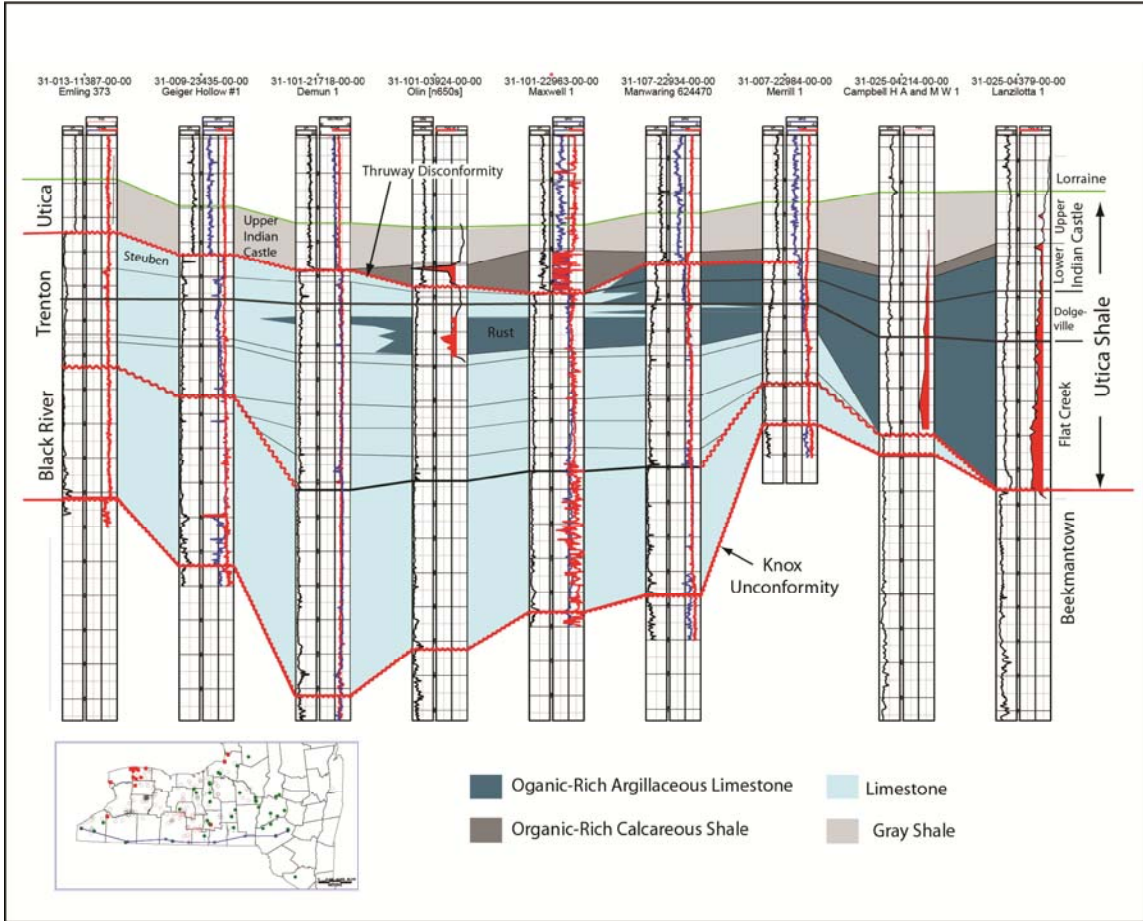 31-013-11387-00-00
Emling 373
31-009-23435-00-00
Geiger Hollow #1
31-101-21718-00-00
Demun 1
31-101-03924-00-00
Olin [n650s]
31-101-22963-00-00
Maxwell 1
31-107-22934-00-00
Manwaring 624470
31-007-22984-00-00
Merrill 1
31-025-04214-00-00
Campbell H A and M W 1
31-025-04379-00-00
Lanzilotta 1
Thruway Disconformity
Utica
Trenton
Black River
Steuben
Upper
Indian
Castle
Rust
Knox
Unconformity
Lorraine
Upper
Lower
Indian Castle
Dolge-
ville
Flat Creek
Utica Shale
Beekmantown
Oganic-Rich Argillaceous Limestone
Organic-Rich Calcareous Shale
Limestone
Gray Shale